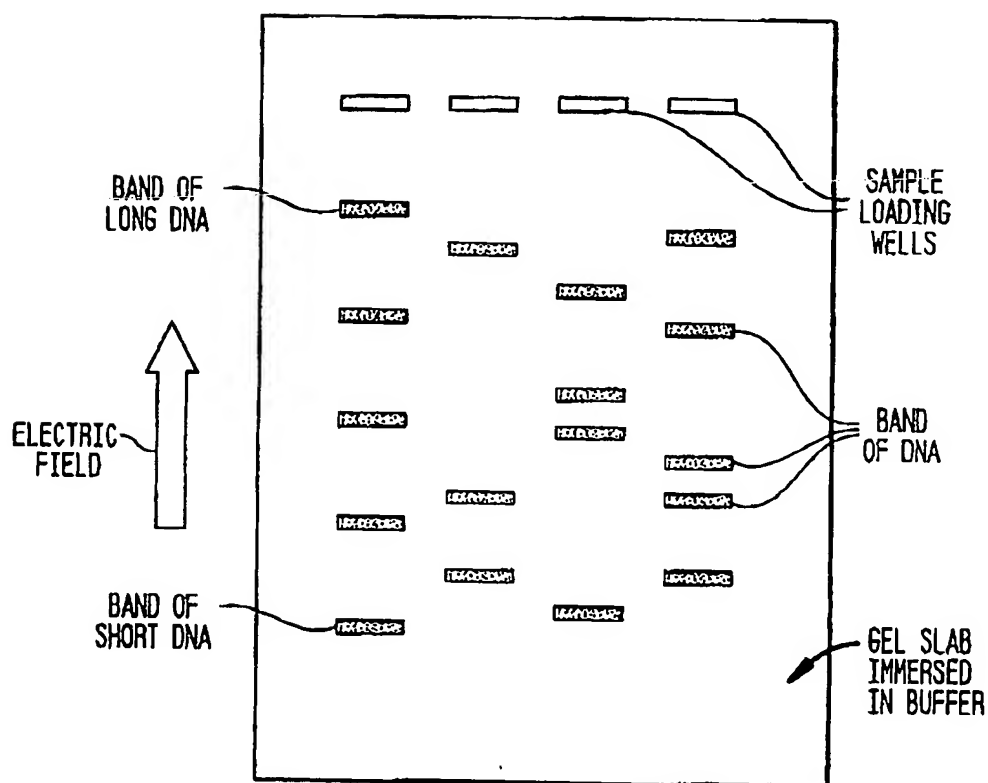 BAND OF
LONG DNA
SAMPLE
LOADING
WELLS
ELECTRIC
FIELD
BAND
OF DNA
BAND OF
SHORT DNA
GEL SLAB
IMMERSED
IN BUFFER